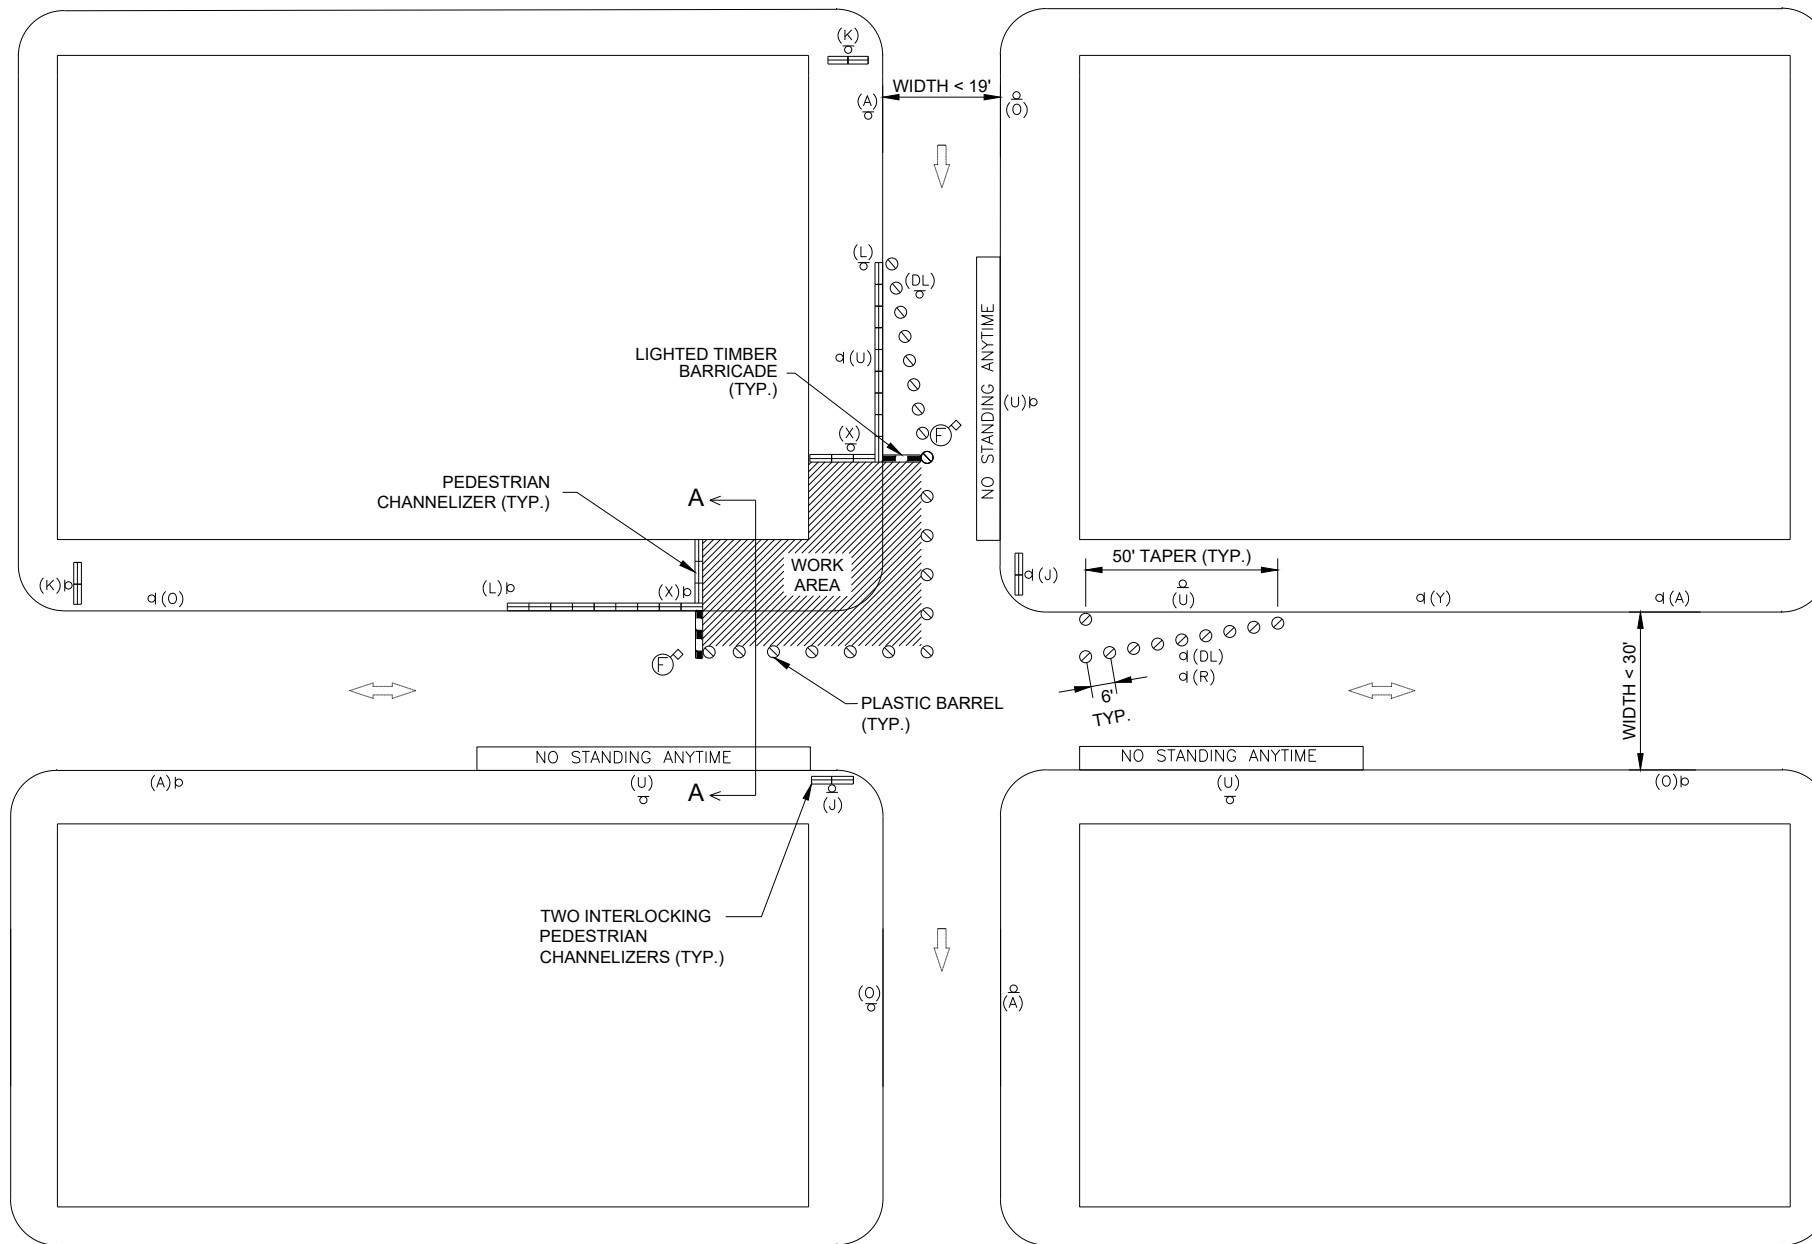 (K)
WIDTH < 19'
(A)
(O)
(L)
(DL)
LIGHTED TIMBER
BARRICADE
(TYP.)
(U)
NO STANDING ANYTIME
(U)
(X)
F
PEDESTRIAN
CHANNELIZER (TYP.)
A
WORK
AREA
50' TAPER (TYP.)
(J)
(K)
(O)
(L)
(X)
(U)
(Y)
(A)
F
(DL)
(R)
6'
TYP.
WIDTH < 30'
PLASTIC BARREL
(TYP.)
NO STANDING ANYTIME
NO STANDING ANYTIME
(A)
(U)
A
(J)
(U)
(O)
TWO INTERLOCKING
PEDESTRIAN
CHANNELIZERS (TYP.)
(O)
(A)